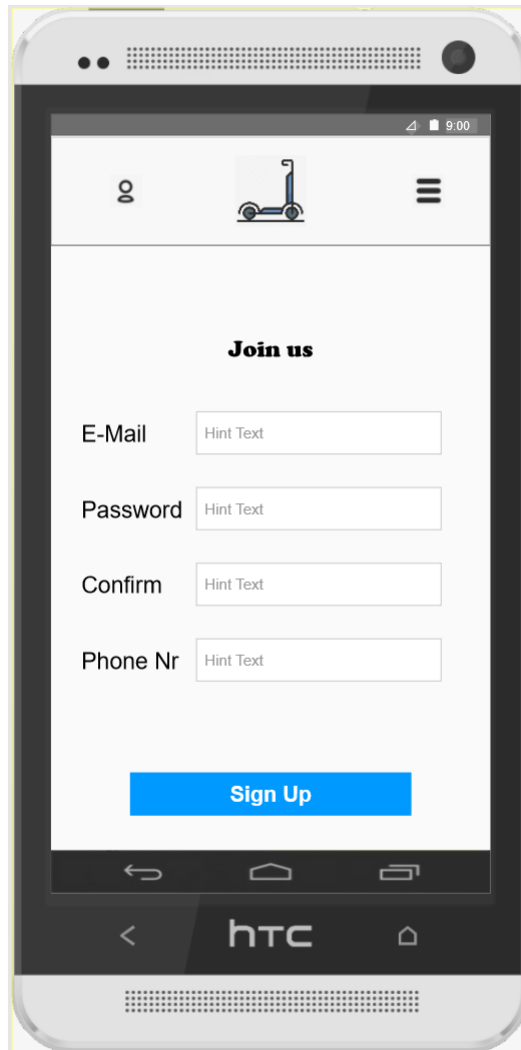 9:00
Join us
E-Mail Hint Text
Password Hint Text
Confirm Hint Text
Phone Nr Hint Text
Sign Up
hTC